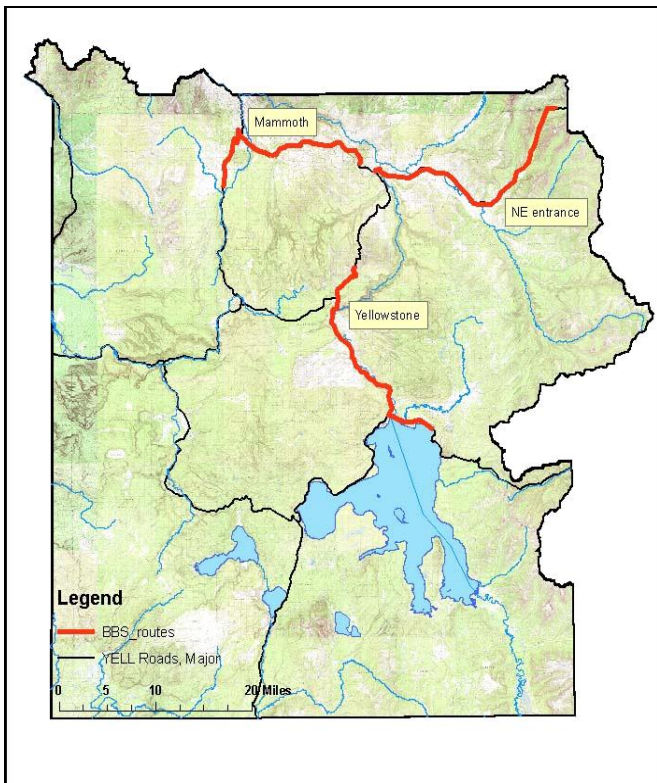 Mammoth
NE entrance
Yellowstone
Legend
BBS_routes
YELL Roads, Major
0 5 10 20 Miles